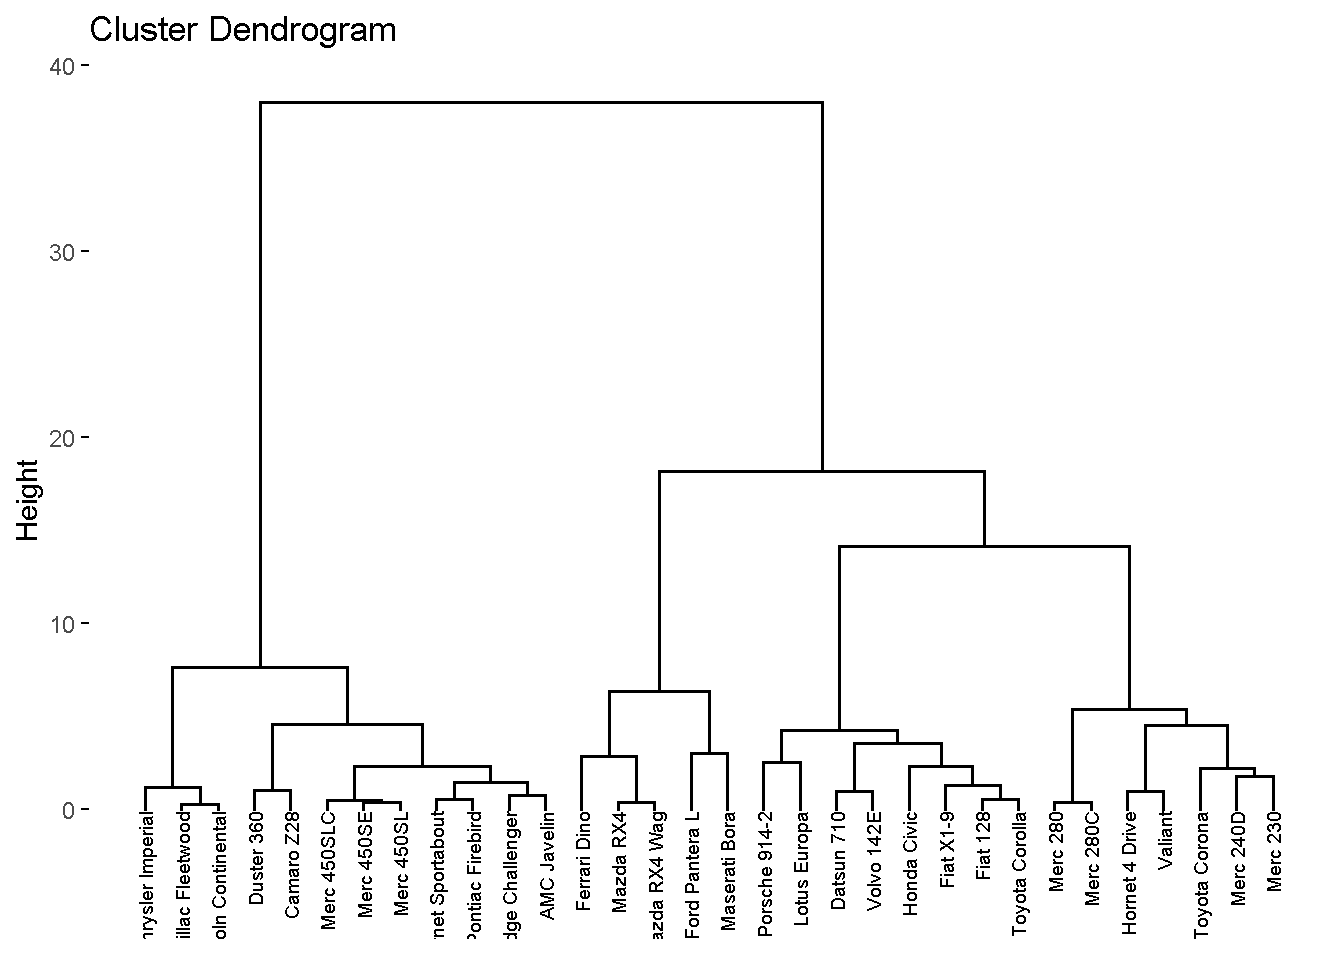 Cluster Dendrogram
40
30
20
10
0
Height
hrysler Imperial
illac Fleetwood
oln Continental
Duster 360
Camaro Z28
Merc 450SLC
Merc 450SE
Merc 450SL
net Sportabout
Pontiac Firebird
dge Challenger
AMC Javelin
Ferrari Dino
Mazda RX4
azda RX4 Wag
Ford Pantera L
Maserati Bora
Porsche 914-2
Lotus Europa
Datsun 710
Volvo 142E
Honda Civic
Fiat X1-9
Fiat 128
Toyota Corolla
Merc 280
Merc 280C
Hornet 4 Drive
Valiant
Toyota Corona
Merc 240D
Merc 230